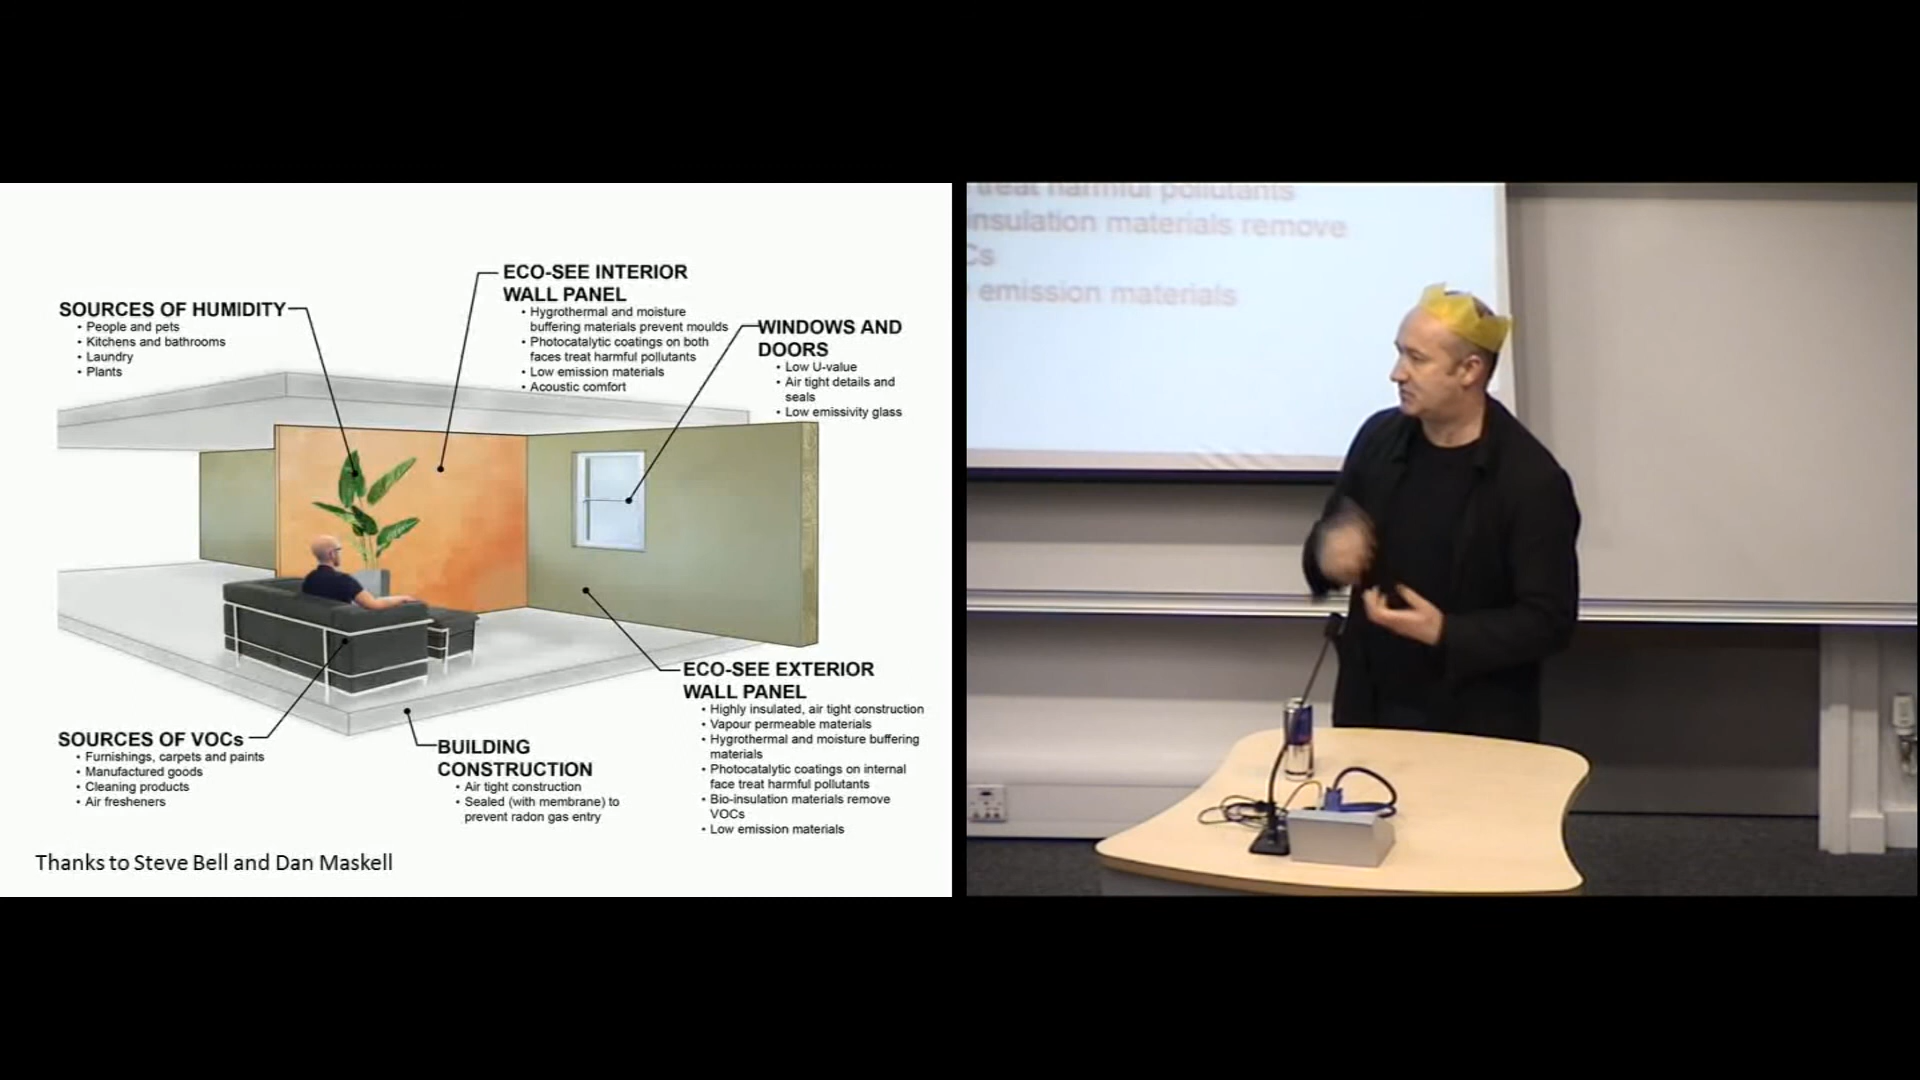 SOURCES OF HUMIDITY
• People and pets
• Kitchens and bathrooms
• Laundry
• Plants
ECO-SEE INTERIOR
WALL PANEL
• Hygrothermal and moisture
buffering materials prevent moulds
• Photocatalytic coatings on both
faces treat harmful pollutants
• Low emission materials
• Acoustic comfort
WINDOWS AND
DOORS
• Low U-value
• Air tight details and
seals
• Low emissivity glass
SOURCES OF VOCs
• Furnishings, carpets and paints
• Manufactured goods
• Cleaning products
• Air fresheners
BUILDING
CONSTRUCTION
• Air tight construction
• Sealed (with membrane) to
prevent radon gas entry
ECO-SEE EXTERIOR
WALL PANEL
• Highly insulated, air tight construction
• Vapour permeable materials
• Hygrothermal and moisture buffering
materials
• Photocatalytic coatings on internal
face treat harmful pollutants
• Bio-insulation materials remove
VOCs
• Low emission materials
Thanks to Steve Bell and Dan Maskell
treat harmful pollutants
insulation materials remove
Cs
emission materials